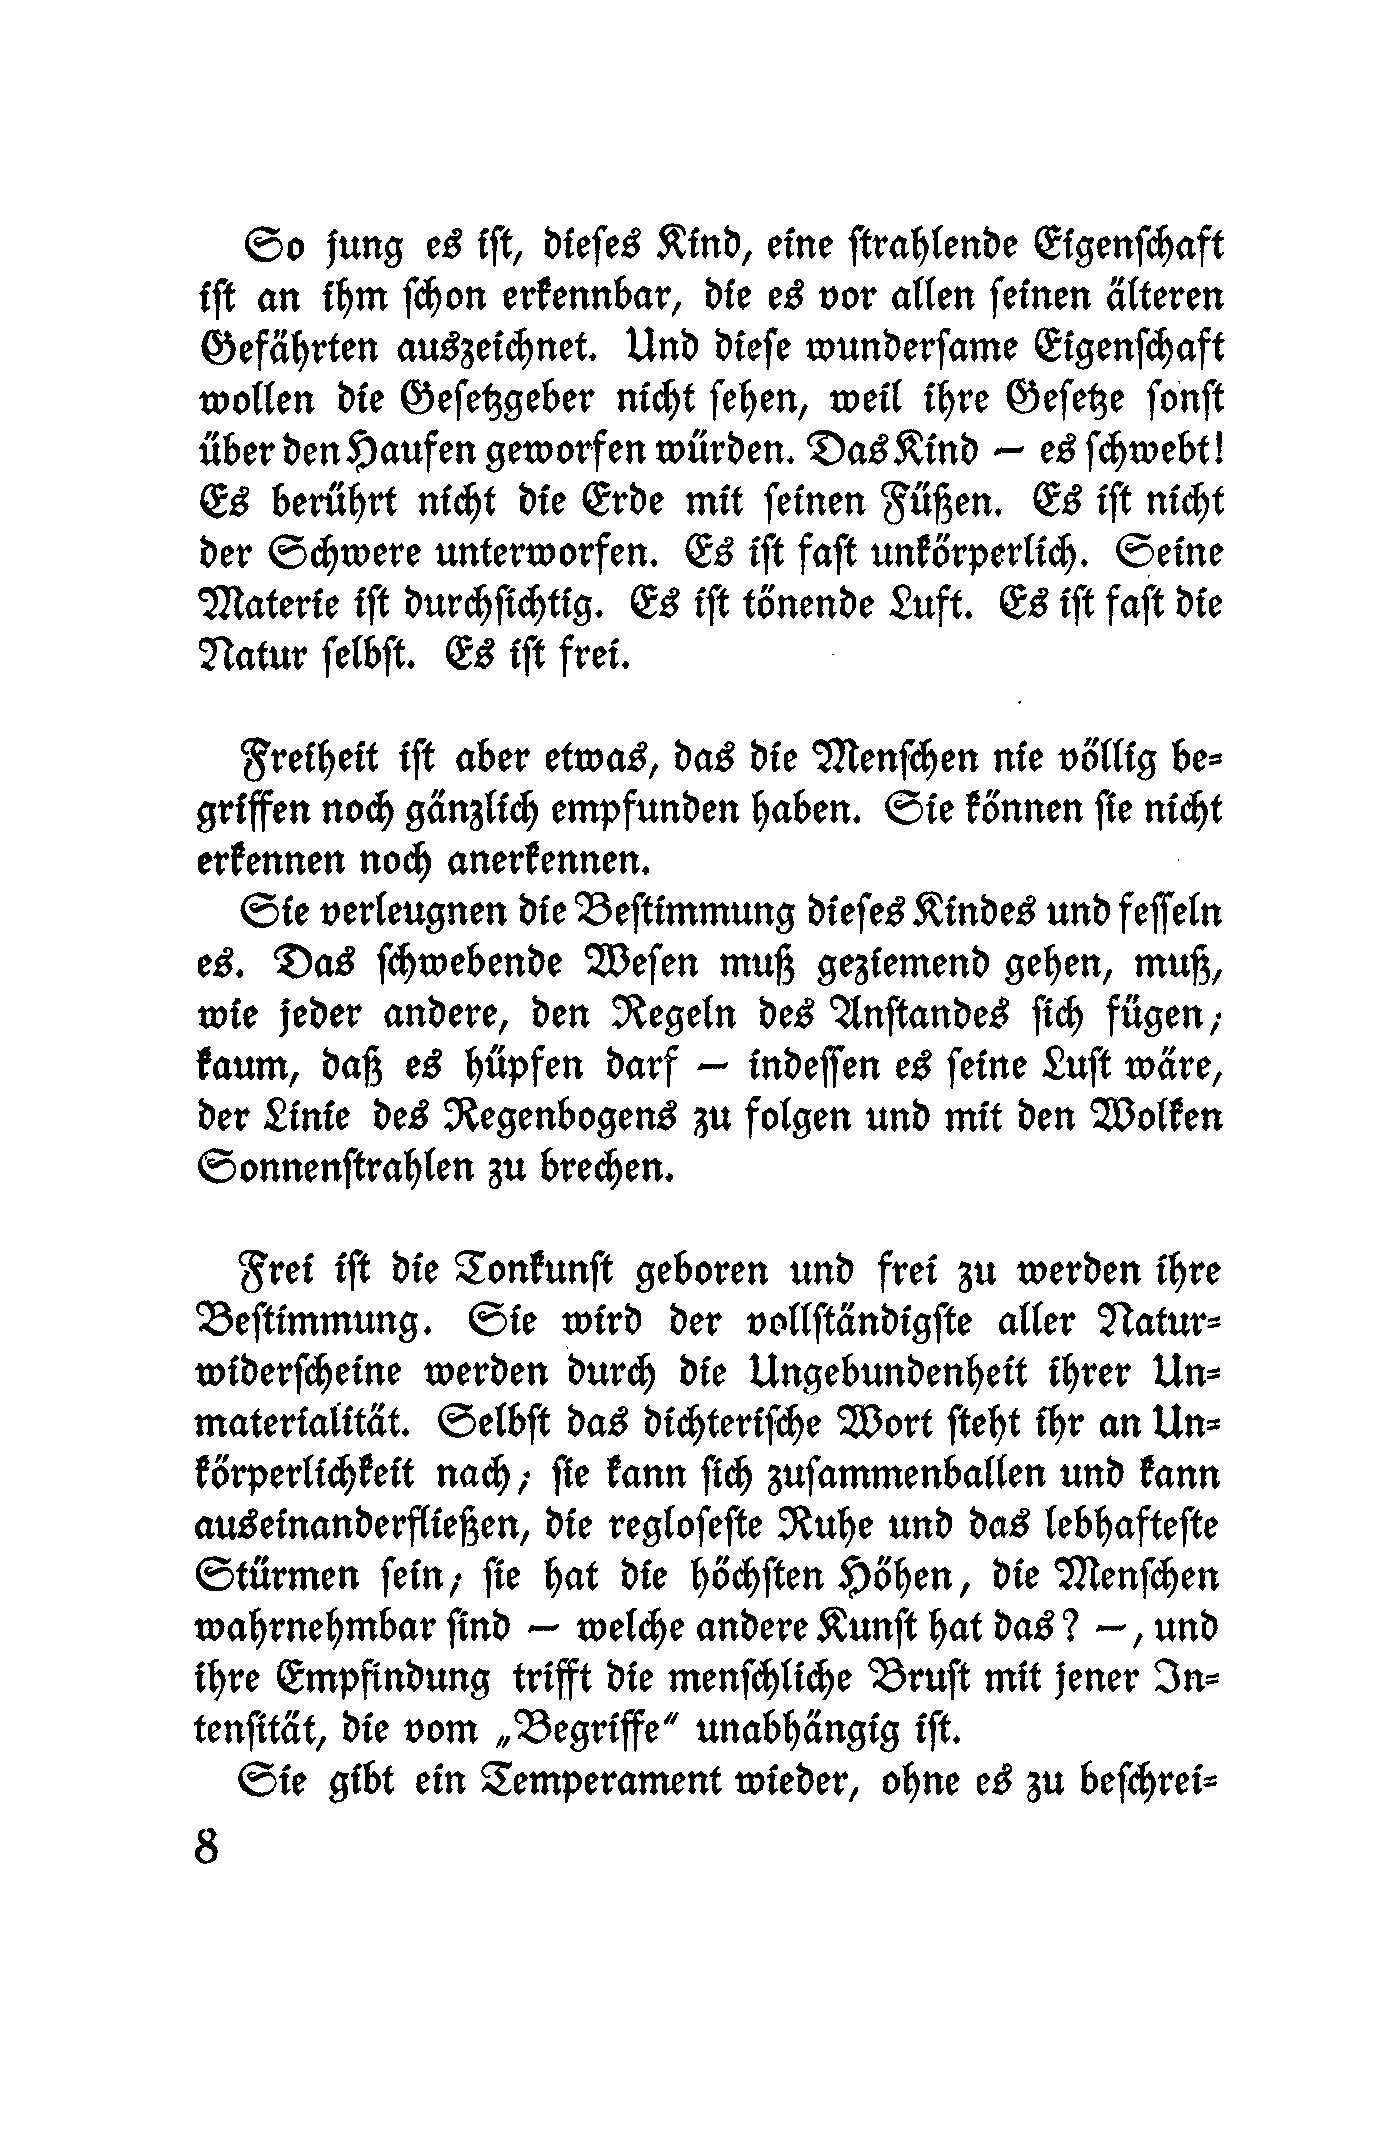 So jung es ist, dieses Kind, eine strahlende Eigenschaft
ist an ihm schon erkennbar, die es vor allen seinen älteren
Gefährten auszeichnet. Und diese wundersame Eigenschaft
wollen die Gesetzgeber nicht sehen, weil ihre Gesetze sonst
über den Haufen geworfen würden. Das Kind — es schwebt!
Es berührt nicht die Erde mit seinen Füßen. Es ist nicht
der Schwere unterworfen. Es ist fast unkörperlich. Seine
Materie ist durchsichtig. Es ist tönende Luft. Es ist fast die
Natur selbst. Es ist frei.
Freiheit ist aber etwas, das die Menschen nie völlig be-
griffen noch gänzlich empfunden haben. Sie können sie nicht
erkennen noch anerkennen.
Sie verleugnen die Bestimmung dieses Kindes und fesseln
es. Das schwebende Wesen muß geziemend gehen, muß,
wie jeder andere, den Regeln des Anstandes sich fügen;
kaum, daß es hüpfen darf — indessen es seine Lust wäre,
der Linie des Regenbogens zu folgen und mit den Wolken
Sonnenstrahlen zu brechen.
Frei ist die Tonkunst geboren und frei zu werden ihre
Bestimmung. Sie wird der vollständigste aller Natur-
widerscheine werden durch die Ungebundenheit ihrer Un-
materialität. Selbst das dichterische Wort steht ihr an Un-
körperlichkeit nach; sie kann sich zusammenballen und kann
auseinanderfließen, die regloseste Ruhe und das lebhafteste
Stürmen sein; sie hat die höchsten Höhen, die Menschen
wahrnehmbar sind — welche andere Kunst hat das? —, und
ihre Empfindung trifft die menschliche Brust mit jener In-
tensität, die vom „Begriffe“ unabhängig ist.
Sie gibt ein Temperament wieder, ohne es zu beschrei-
8